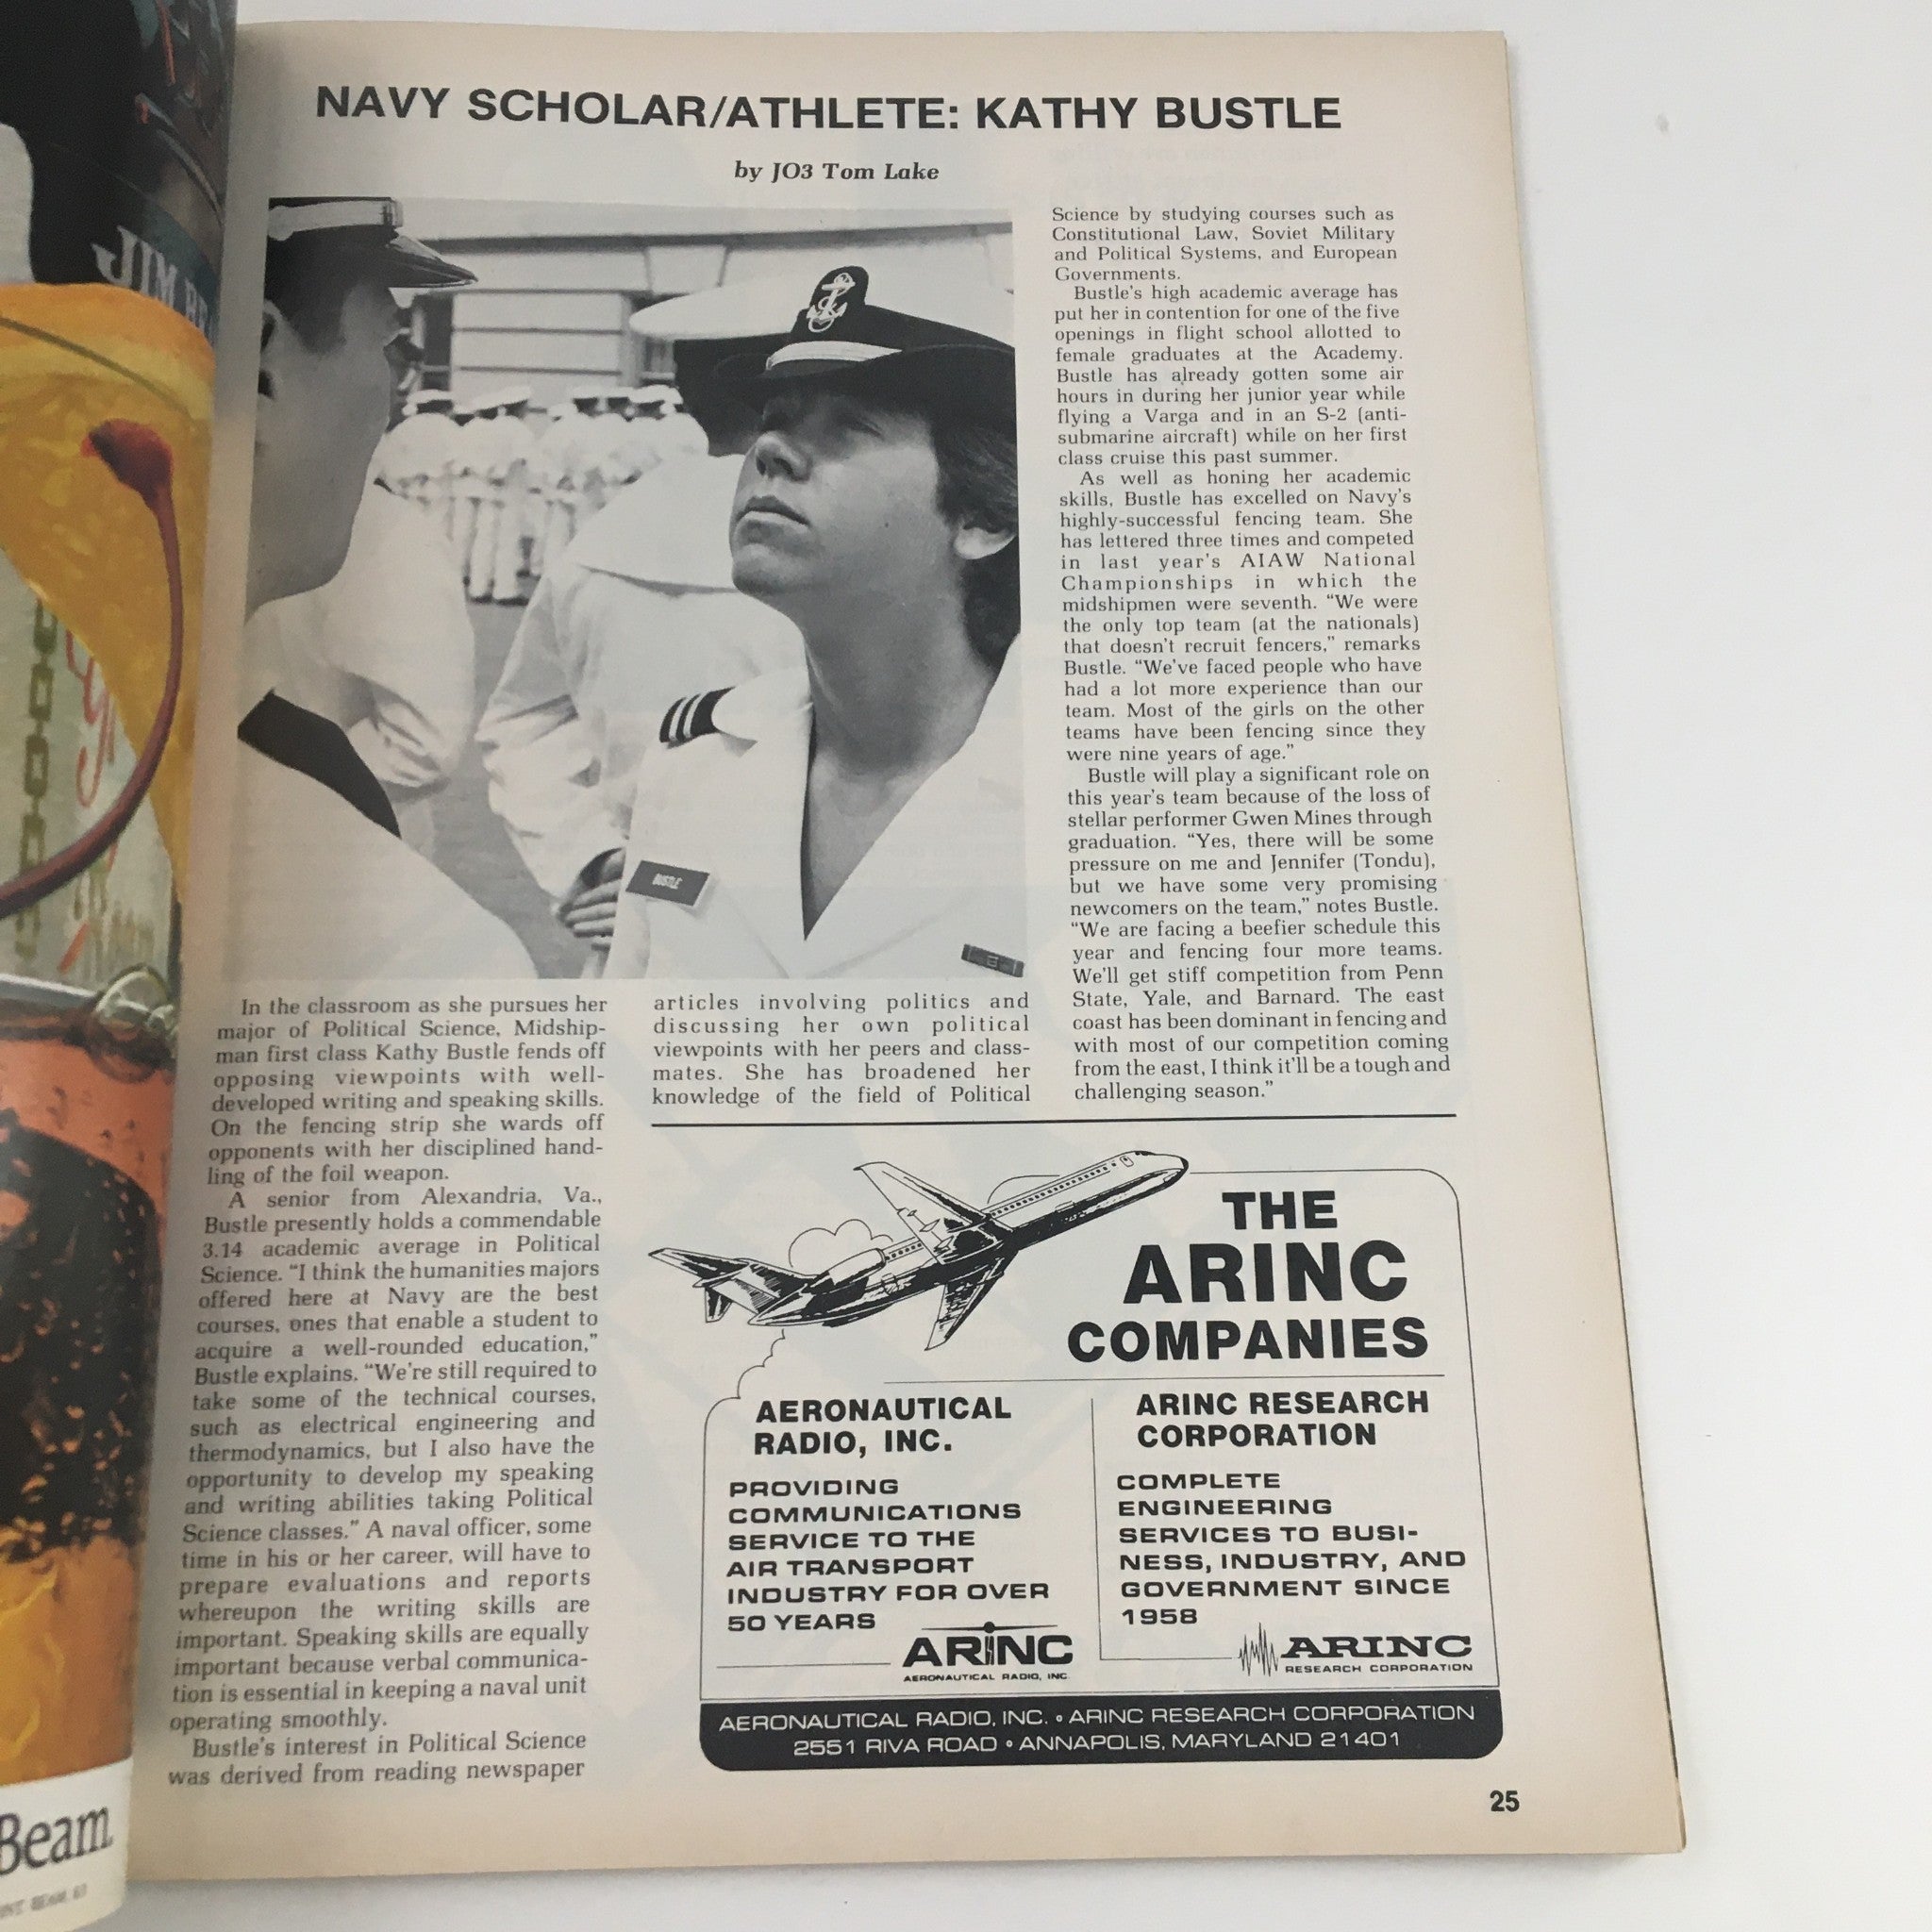 JIM BE
Beam
NAVY SCHOLAR/ATHLETE: KATHY BUSTLE
by JO3 Tom Lake
BUSTLE
In the classroom as she pursues her
major of Political Science, Midship-
man first class Kathy Bustle fends off
opposing viewpoints with well-
developed writing and speaking skills.
On the fencing strip she wards off
opponents with her disciplined hand-
ling of the foil weapon.
A senior from Alexandria, Va.,
Bustle presently holds a commendable
3.14 academic average in Political
Science. “I think the humanities majors
offered here at Navy are the best
courses, ones that enable a student to
acquire a well-rounded education,”
Bustle explains. “We're still required to
take some of the technical courses,
such as electrical engineering and
thermodynamics, but I also have the
opportunity to develop my speaking
and writing abilities taking Political
Science classes.” A naval officer, some
time in his or her career, will have to
prepare evaluations and reports
whereupon the writing skills are
important. Speaking skills are equally
important because verbal communica-
tion is essential in keeping a naval unit
operating smoothly.
Bustle's interest in Political Science
was derived from reading newspaper
articles involving politics and
discussing her own political
viewpoints with her peers and class-
mates. She has broadened her
knowledge of the field of Political
Science by studying courses such as
Constitutional Law, Soviet Military
and Political Systems, and European
Governments.
Bustle's high academic average has
put her in contention for one of the five
openings in flight school allotted to
female graduates at the Academy.
Bustle has already gotten some air
hours in during her junior year while
flying a Varga and in an S-2 (anti-
submarine aircraft) while on her first
class cruise this past summer.
As well as honing her academic
skills, Bustle has excelled on Navy's
highly-successful fencing team. She
has lettered three times and competed
in last year's AIAW National
Championships in which the
midshipmen were seventh. “We were
the only top team (at the nationals)
that doesn't recruit fencers,” remarks
Bustle. “We've faced people who have
had a lot more experience than our
team. Most of the girls on the other
teams have been fencing since they
were nine years of age.”
Bustle will play a significant role on
this year's team because of the loss of
stellar performer Gwen Mines through
graduation. “Yes, there will be some
pressure on me and Jennifer (Tondu),
but we have some very promising
newcomers on the team,” notes Bustle.
“We are facing a beefier schedule this
year and fencing four more teams.
We'll get stiff competition from Penn
State, Yale, and Barnard. The east
coast has been dominant in fencing and
with most of our competition coming
from the east, I think it'll be a tough and
challenging season.”
THE
ARINC
COMPANIES
AERONAUTICAL
RADIO, INC.
PROVIDING
COMMUNICATIONS
SERVICE TO THE
AIR TRANSPORT
INDUSTRY FOR OVER
50 YEARS
ARINC
AERONAUTICAL RADIO, INC.
ARINC RESEARCH
CORPORATION
COMPLETE
ENGINEERING
SERVICES TO BUSI-
NESS, INDUSTRY, AND
GOVERNMENT SINCE
1958
ARINC
RESEARCH CORPORATION
AERONAUTICAL RADIO, INC. • ARINC RESEARCH CORPORATION
2551 RIVA ROAD • ANNAPOLIS, MARYLAND 21401
25